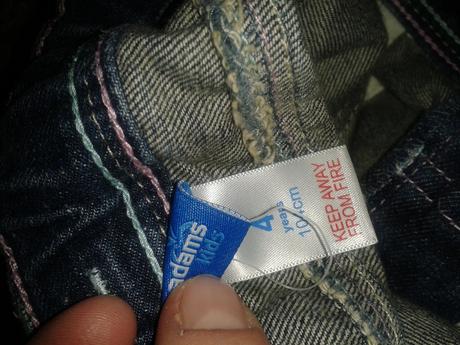 adams
kids
4
years
104cm
KEEP AWAY
FROM FIRE